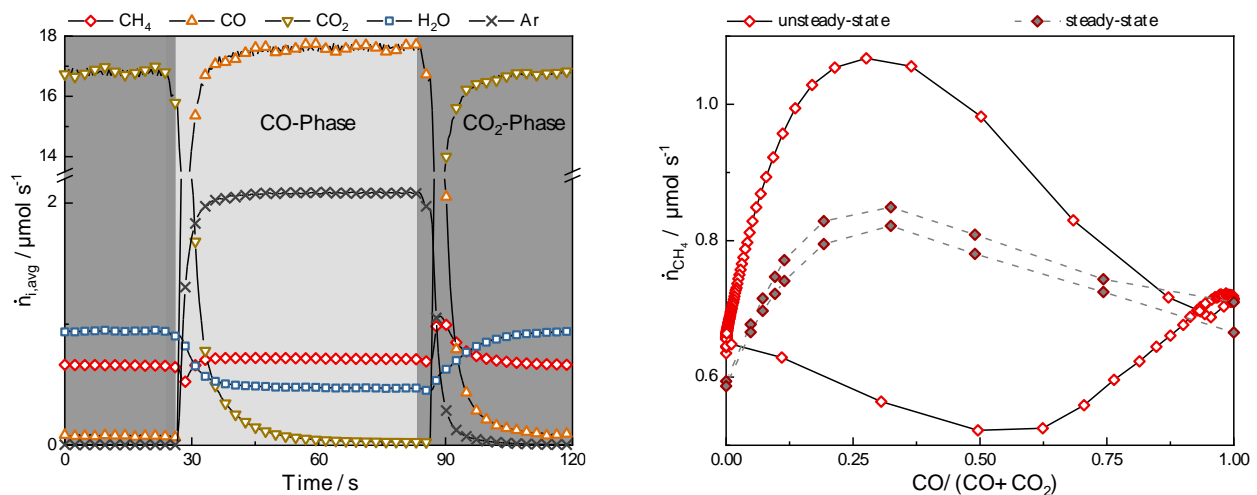 CH₄ CO CO₂ H₂O Ar
18
16
14
12
2
0
ṅᵢ,ₐᵥg / µmol s⁻¹
CO-Phase
CO₂-Phase
0 30 60 90 120
Time / s
unsteady-state steady-state
1.0
0.8
0.6
ṅCH₄ / µmol s⁻¹
0.00 0.25 0.50 0.75 1.00
CO/ (CO+ CO₂)